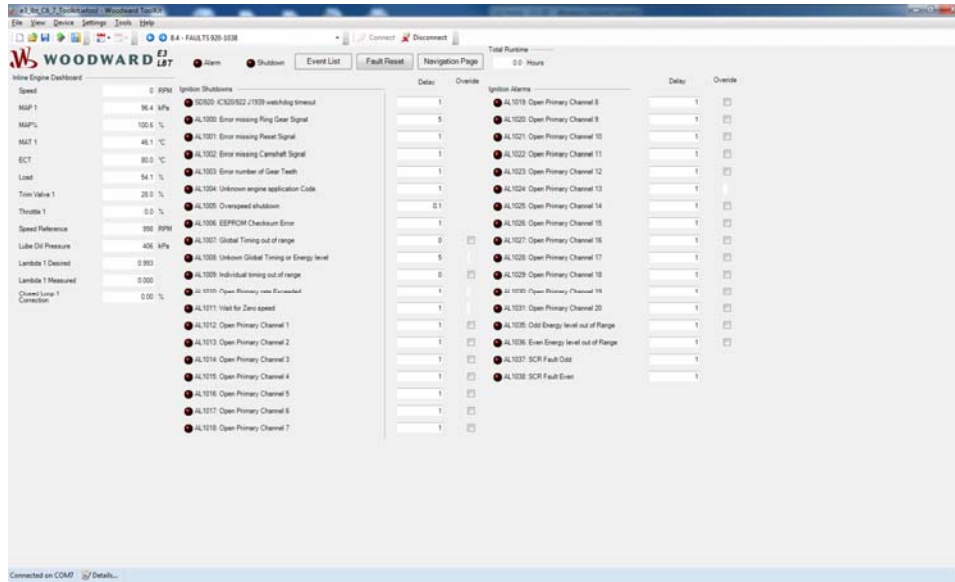 e3_lbt_C6_7_Toolkit.wtool - Woodward ToolKit
File View Device Settings Tools Help
8.4 - FAULTS 920-1038 Connect Disconnect
WOODWARD E3 LBT Alarm Shutdown Event List Fault Reset Navigation Page Total Runtime 0.0 Hours
Inline Engine Dashboard
Speed 0 RPM
MAP 1 96.4 kPa
MAP% 100.6 %
MAT 1 46.1 °C
ECT 80.0 °C
Load 54.1 %
Trim Valve 1 28.0 %
Throttle 1 0.0 %
Speed Reference 998 RPM
Lube Oil Pressure 406 kPa
Lambda 1 Desired 0.993
Lambda 1 Measured 0.000
Closed Loop 1 Correction 0.00 %
Ignition Shutdowns Delay Override
SD920: IC920/922 J1939 watchdog timeout 1
AL1000: Error missing Ring Gear Signal 5
AL1001: Error missing Reset Signal 1
AL1002: Error missing Camshaft Signal 1
AL1003: Error number of Gear Teeth 1
AL1004: Unknown engine application Code 1
AL1005: Overspeed shutdown 0.1
AL1006: EEPROM Checksum Error 1
AL1007: Global Timing out of range 0
AL1008: Unkown Global Timing or Energy level 5
AL1009: Individual timing out of range 0
AL1010: Open Primary rate Exceeded 1
AL1011: Wait for Zero speed 1
AL1012: Open Primary Channel 1 1
AL1013: Open Primary Channel 2 1
AL1014: Open Primary Channel 3 1
AL1015: Open Primary Channel 4 1
AL1016: Open Primary Channel 5 1
AL1017: Open Primary Channel 6 1
AL1018: Open Primary Channel 7 1
Ignition Alarms Delay Override
AL1019: Open Primary Channel 8 1
AL1020: Open Primary Channel 9 1
AL1021: Open Primary Channel 10 1
AL1022: Open Primary Channel 11 1
AL1023: Open Primary Channel 12 1
AL1024: Open Primary Channel 13 1
AL1025: Open Primary Channel 14 1
AL1026: Open Primary Channel 15 1
AL1027: Open Primary Channel 16 1
AL1028: Open Primary Channel 17 1
AL1029: Open Primary Channel 18 1
AL1030: Open Primary Channel 19 1
AL1031: Open Primary Channel 20 1
AL1035: Odd Energy level out of Range 1
AL1036: Even Energy level out of Range 1
AL1037: SCR Fault Odd 1
AL1038: SCR Fault Even 1
Connected on COM7 Details...